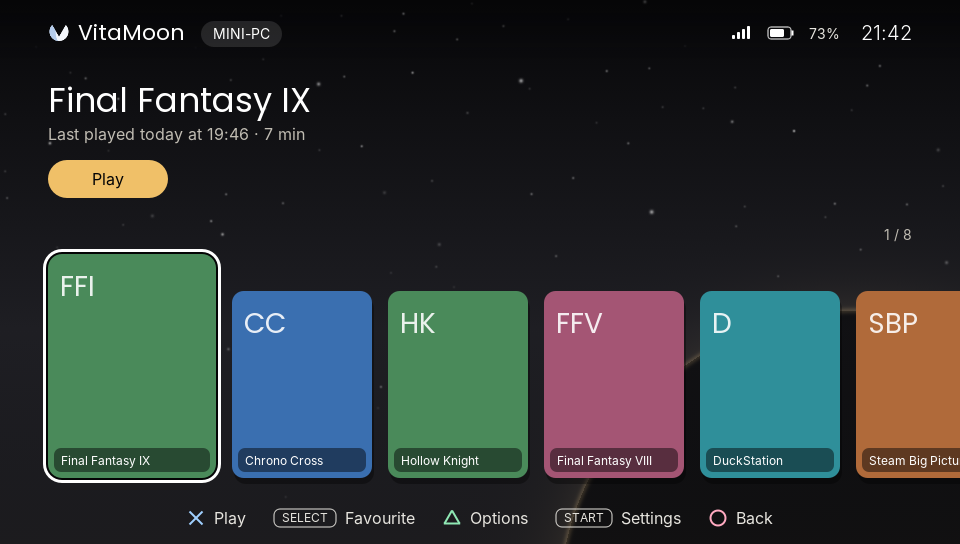 VitaMoon MINI-PC 73% 21:42
Final Fantasy IX
Last played today at 19:46 · 7 min
Play
1 / 8
FFI CC HK FFV D SBP
Final Fantasy IX Chrono Cross Hollow Knight Final Fantasy VIII DuckStation Steam Big Pictu
Play SELECT Favourite Options START Settings Back